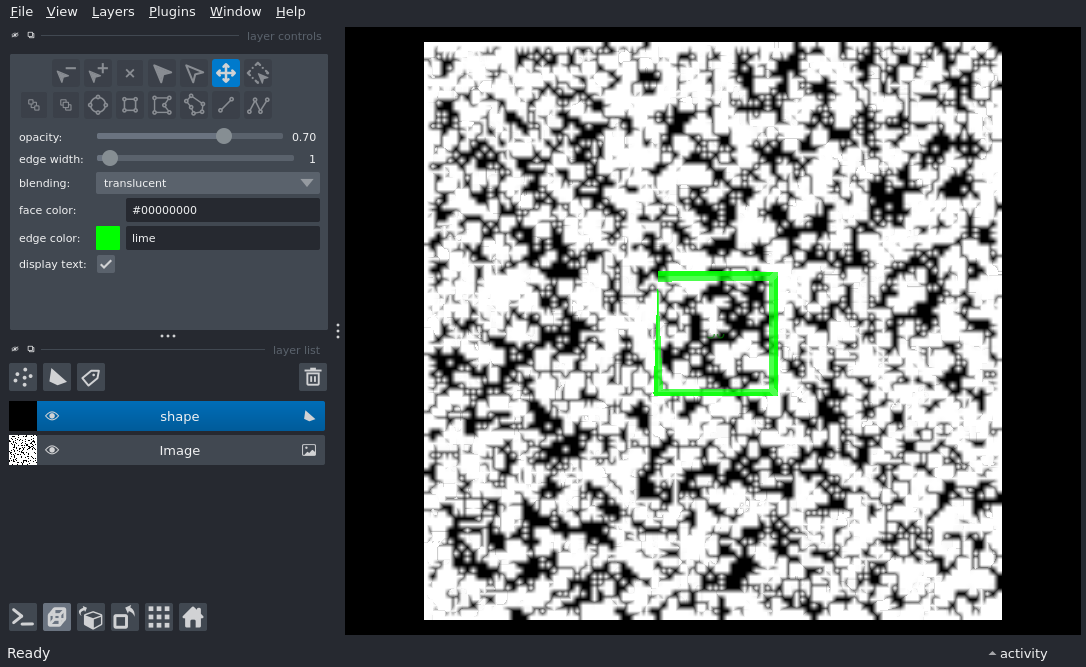 File View Layers Plugins Window Help
layer controls
opacity: 0.70
edge width: 1
blending: translucent
face color: #00000000
edge color: lime
display text:
layer list
shape
Image
Ready activity